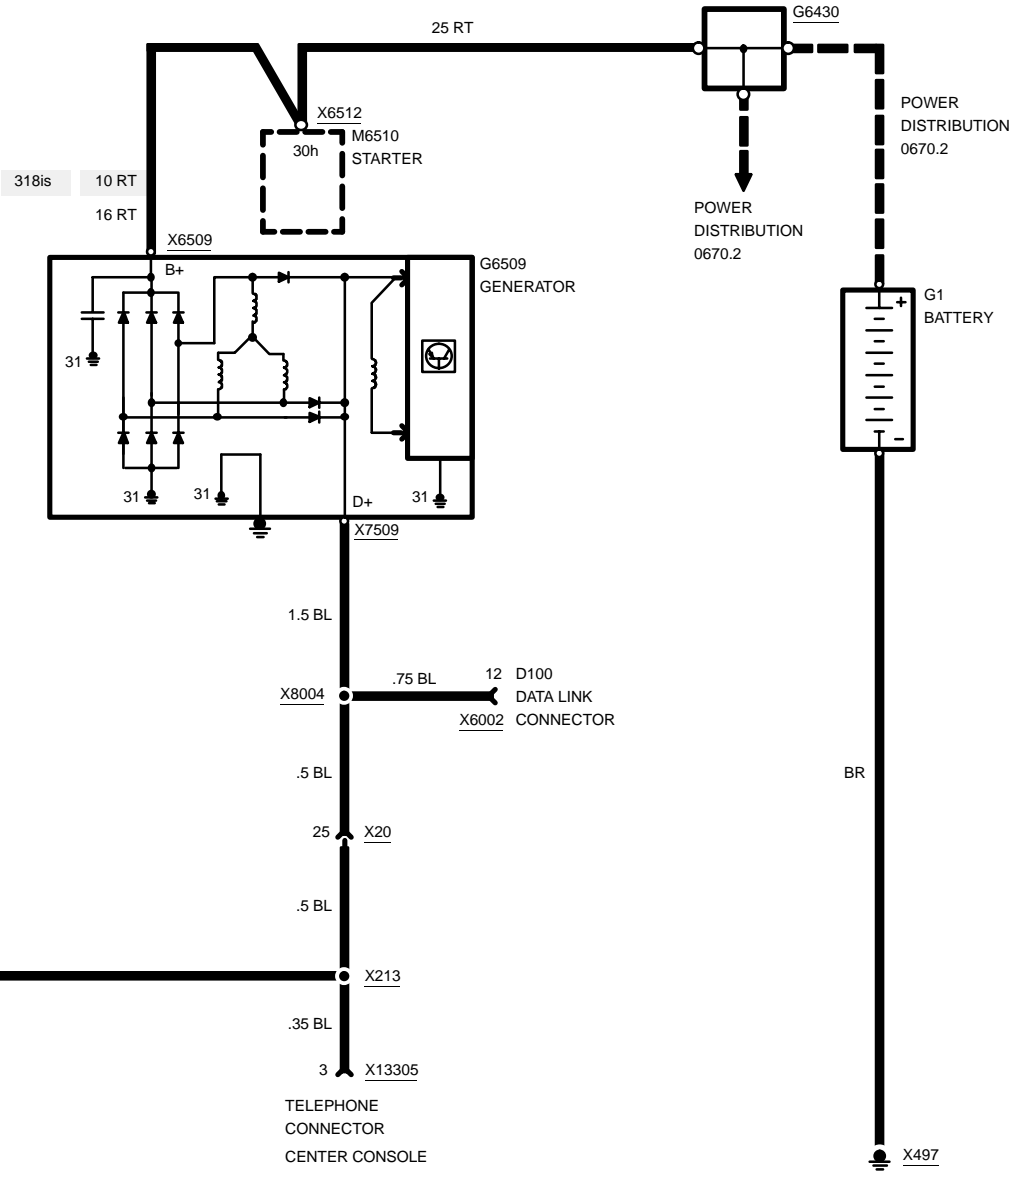 G6430
25 RT
POWER
DISTRIBUTION
0670.2
X6512
M6510
STARTER
30h
318is
10 RT
16 RT
POWER
DISTRIBUTION
0670.2
X6509
B+
G6509
GENERATOR
G1
BATTERY
+
31
−
31
31
31
D+
X7509
1.5 BL
.75 BL
12
D100
DATA LINK
CONNECTOR
X8004
X6002
.5 BL
BR
25
X20
.5 BL
X213
.35 BL
3
X13305
TELEPHONE
CONNECTOR
CENTER CONSOLE
X497